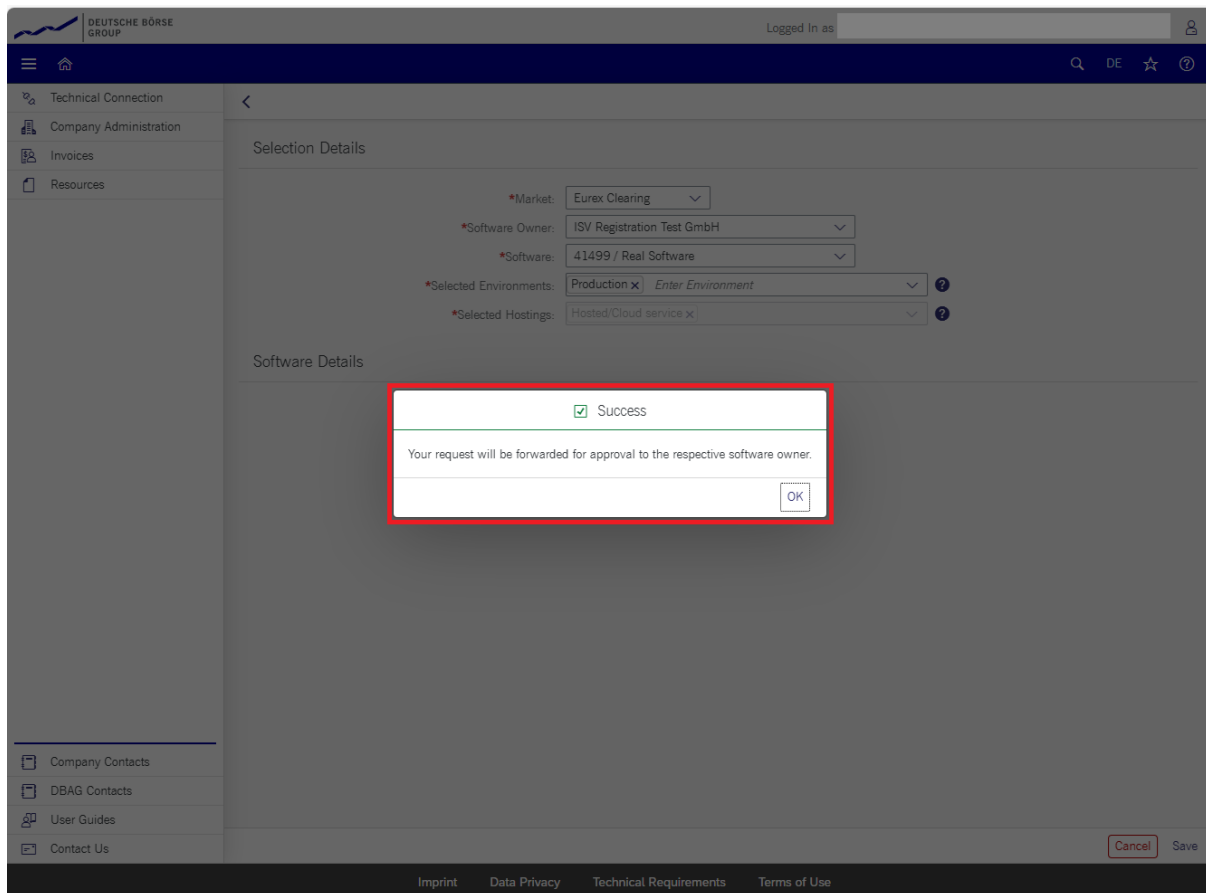 DEUTSCHE BÖRSE
GROUP
Logged In as
DE
Technical Connection
Company Administration
Invoices
Resources
Selection Details
*Market: Eurex Clearing
*Software Owner: ISV Registration Test GmbH
*Software: 41499 / Real Software
*Selected Environments: Production x Enter Environment
*Selected Hostings: Hosted/Cloud service x
Software Details
Success
Your request will be forwarded for approval to the respective software owner.
OK
Company Contacts
DBAG Contacts
User Guides
Contact Us
Cancel Save
Imprint Data Privacy Technical Requirements Terms of Use